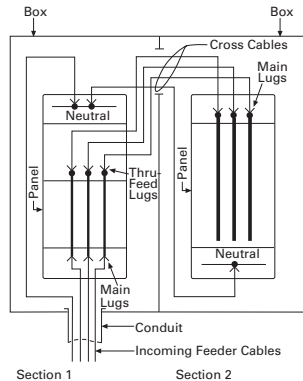 Box
Box
Cross Cables
Main
Lugs
Neutral
Panel
Thru-
Feed
Lugs
Panel
Neutral
Main
Lugs
Conduit
Incoming Feeder Cables
Section 1
Section 2